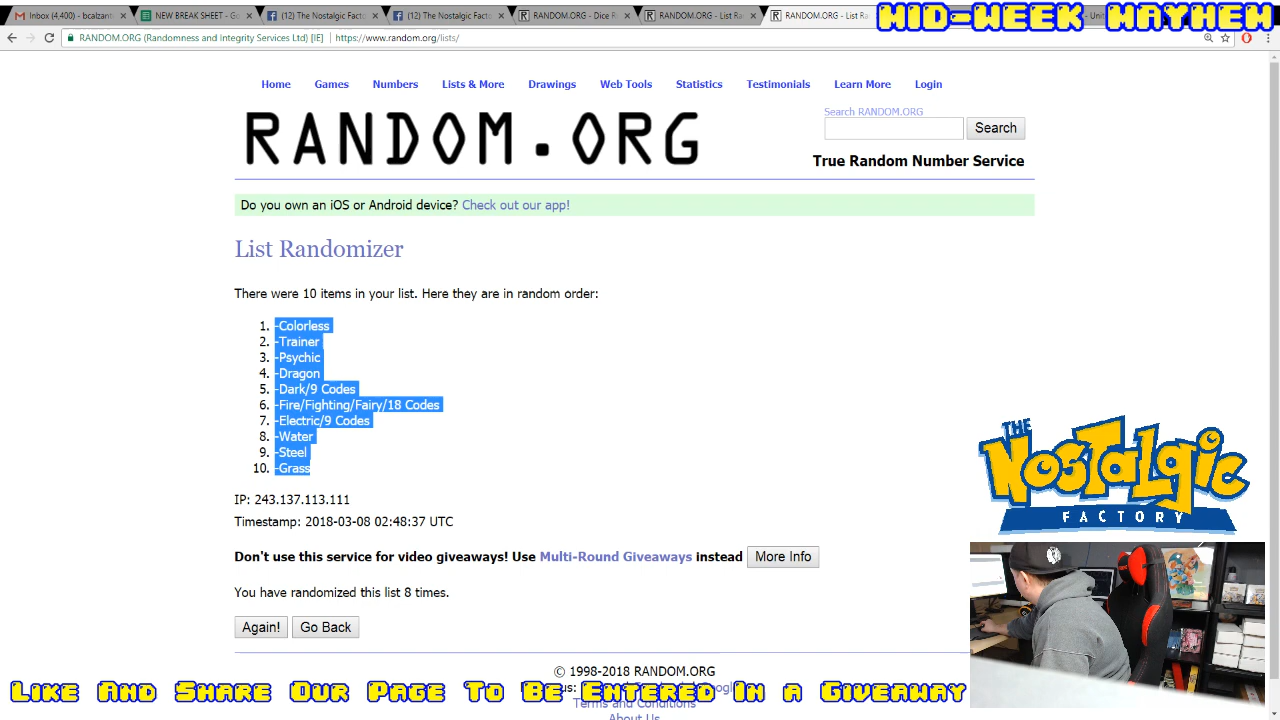 Inbox (4,400) - bcalzant
NEW BREAK SHEET - G
(12) The Nostalgic Fact
(12) The Nostalgic Fact
RANDOM.ORG - Dice R
RANDOM.ORG - List Ra
RANDOM.ORG - List Ra
MID-WEEK MAYHEM
RANDOM.ORG (Randomness and Integrity Services Ltd) [IE] https://www.random.org/lists/
Home Games Numbers Lists & More Drawings Web Tools Statistics Testimonials Learn More Login
RANDOM.ORG
Search RANDOM.ORG
Search
True Random Number Service
Do you own an iOS or Android device? Check out our app!
List Randomizer
There were 10 items in your list. Here they are in random order:
1. -Colorless
2. -Trainer
3. -Psychic
4. -Dragon
5. -Dark/9 Codes
6. -Fire/Fighting/Fairy/18 Codes
7. -Electric/9 Codes
8. -Water
9. -Steel
10. -Grass
IP: 243.137.113.111
Timestamp: 2018-03-08 02:48:37 UTC
Don't use this service for video giveaways! Use Multi-Round Giveaways instead More Info
You have randomized this list 8 times.
Again! Go Back
THE
NOSTALGIC
FACTORY
© 1998-2018 RANDOM.ORG
Like And Share Our Page To Be Entered In a Giveaway
Terms and Conditions
About Us